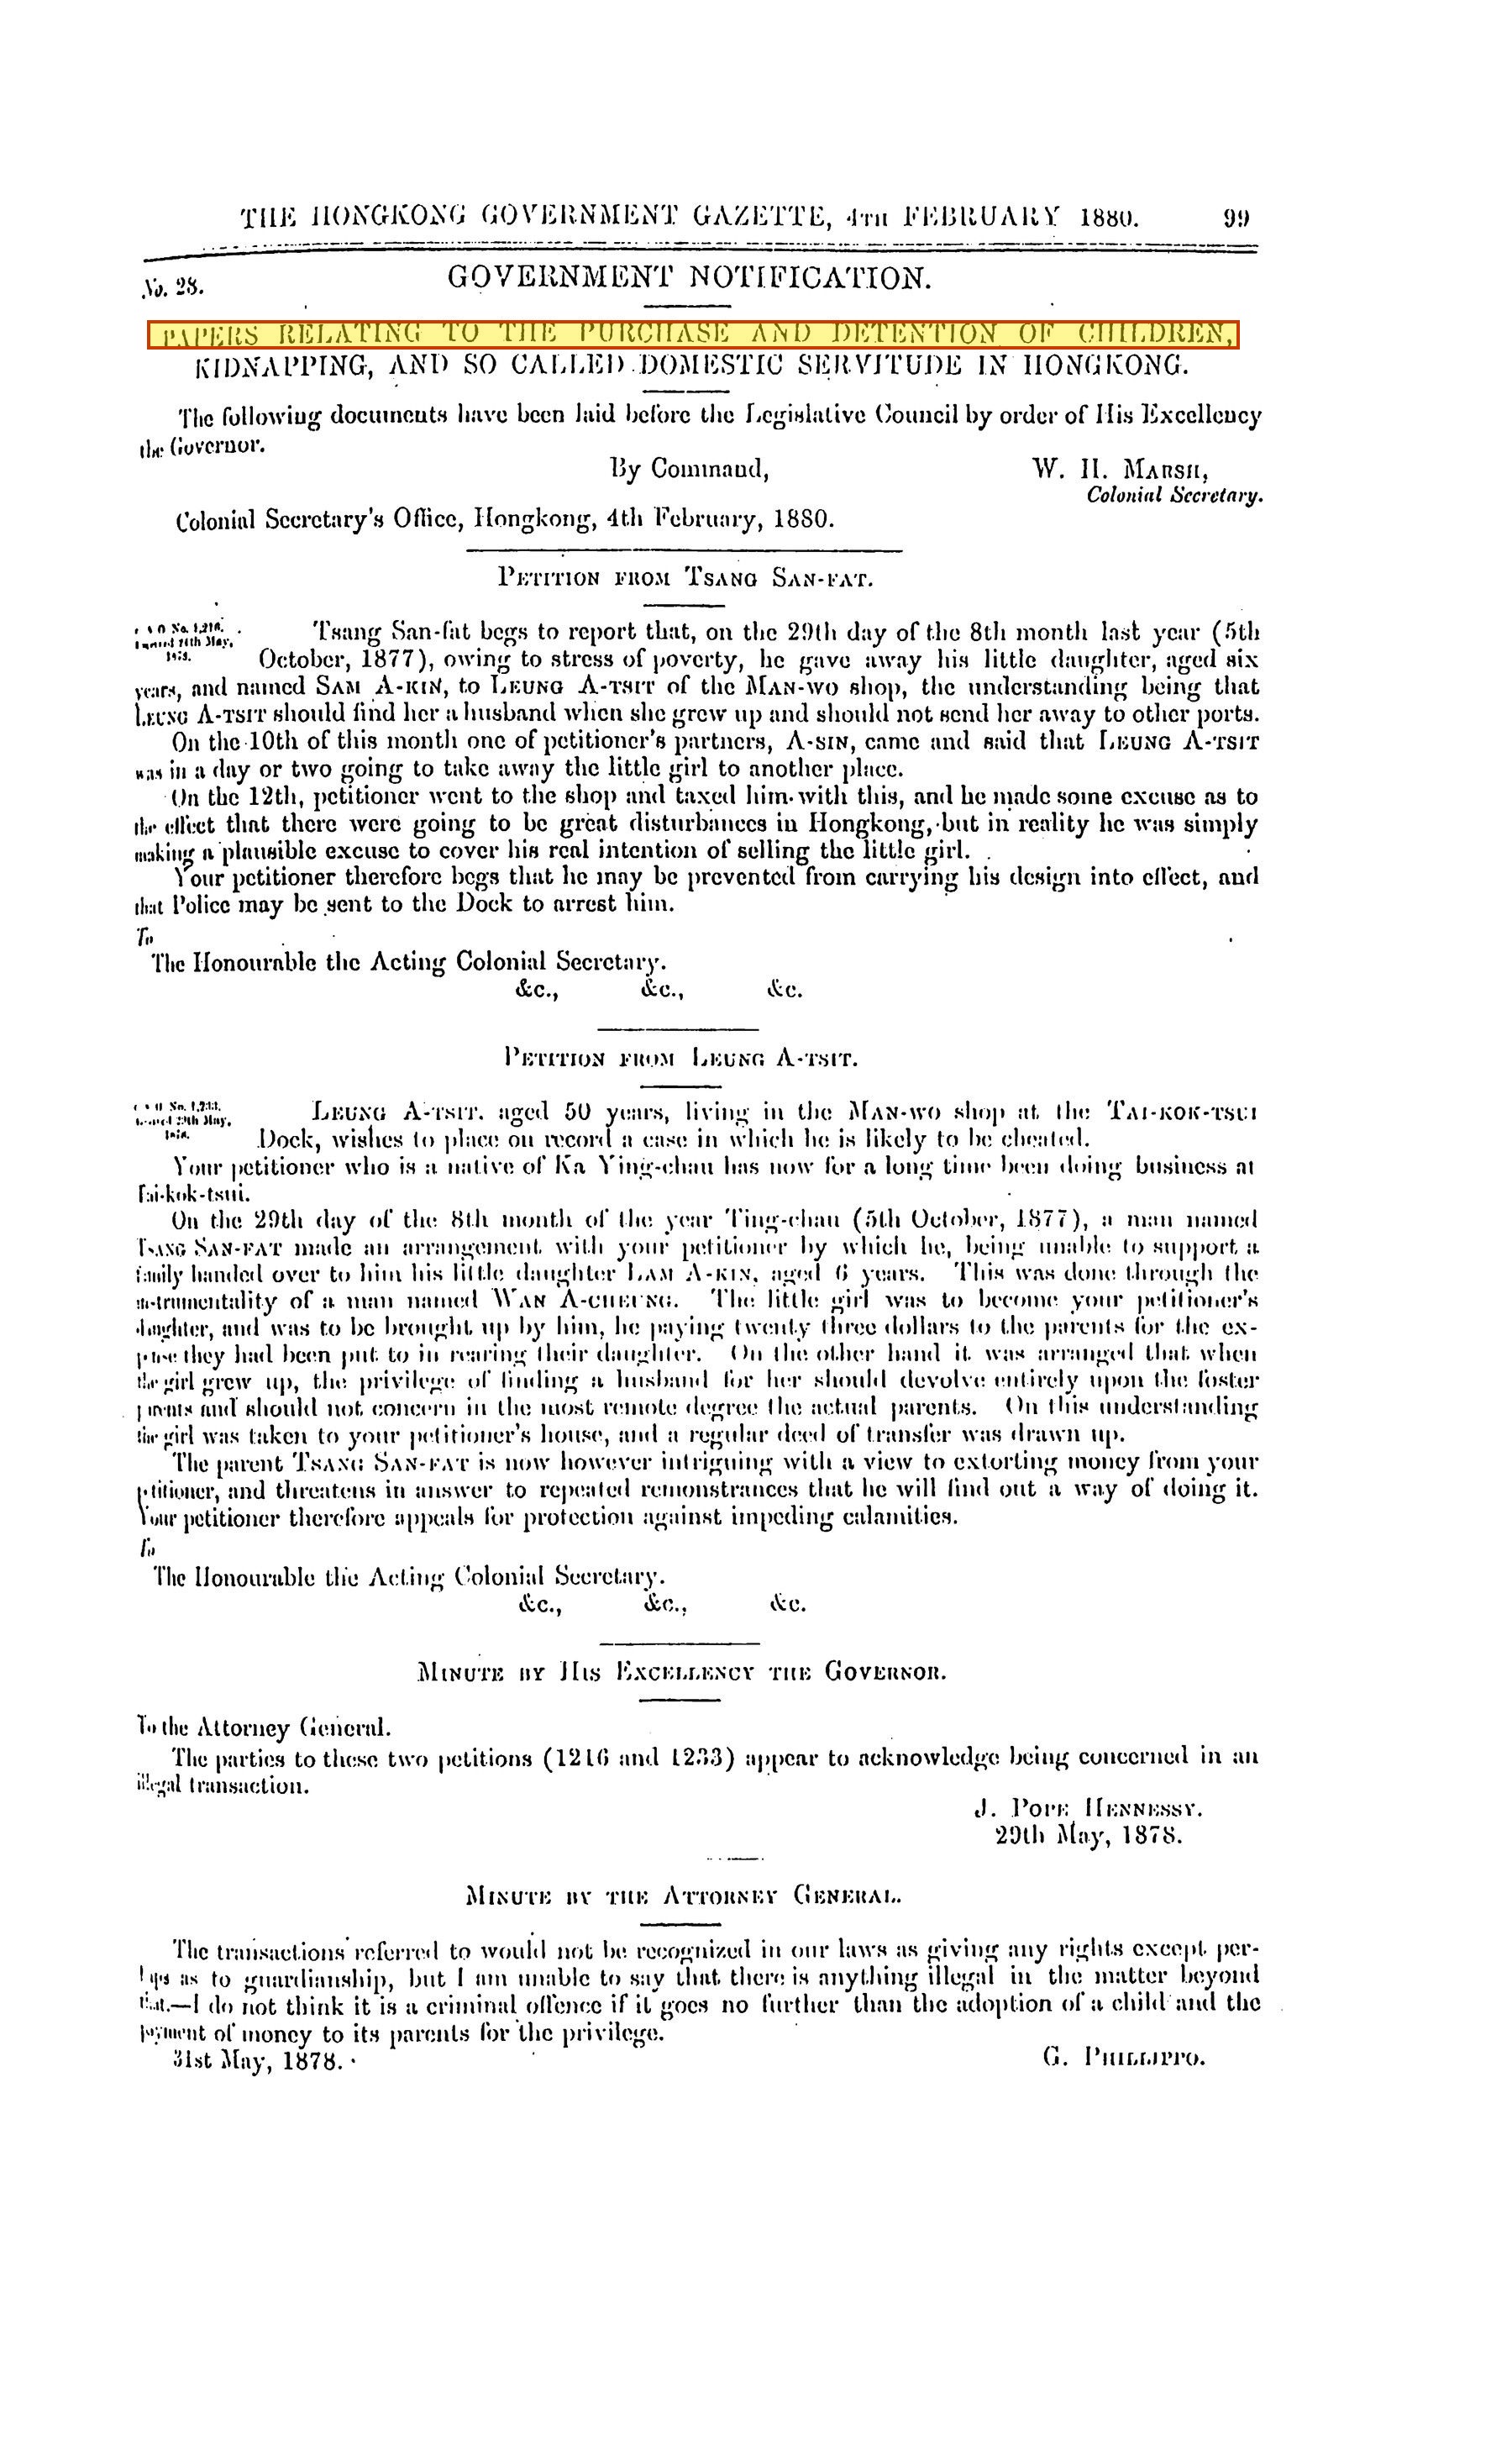 THE HONGKONG GOVERNMENT GAZETTE, 4TH FEBRUARY 1880. 99
No. 28. GOVERNMENT NOTIFICATION.
PAPERS RELATING TO THE PURCHASE AND DETENTION OF CHILDREN,
KIDNAPPING, AND SO CALLED DOMESTIC SERVITUDE IN HONGKONG.
The following documents have been laid before the Legislative Council by order of His Excellency
the Governor.
By Command, W. H. MARSH,
Colonial Secretary.
Colonial Secretary's Office, Hongkong, 4th February, 1880.
PETITION FROM TSANG SAN-FAT.
No. 1,216.
May,
Tsang San-fat begs to report that, on the 29th day of the 8th month last year (5th
October, 1877), owing to stress of poverty, he gave away his little daughter, aged six
years, and named SAM A-KIN, to LEUNG A-TSIT of the MAN-WO shop, the understanding being that
LEUNG A-TSIT should find her a husband when she grew up and should not send her away to other ports.
On the 10th of this month one of petitioner's partners, A-SIN, came and said that LEUNG A-TSIT
was in a day or two going to take away the little girl to another place.
On the 12th, petitioner went to the shop and taxed him with this, and he made some excuse as to
the effect that there were going to be great disturbances in Hongkong, but in reality he was simply
making a plausible excuse to cover his real intention of selling the little girl.
Your petitioner therefore begs that he may be prevented from carrying his design into effect, and
that Police may be sent to the Dock to arrest him.
To
The Honourable the Acting Colonial Secretary.
&c., &c., &c.
PETITION FROM LEUNG A-TSIT.
No. 1,233.
May,
LEUNG A-TSIT, aged 50 years, living in the MAN-WO shop at the TAI-KOK-TSUI
Dock, wishes to place on record a case in which he is likely to be cheated.
Your petitioner who is a native of Ka Ying-chau has now for a long time been doing business at
Tai-kok-tsui.
On the 29th day of the 8th month of the year Ting-chau (5th October, 1877), a man named
TSANG SAN-FAT made an arrangement with your petitioner by which he, being unable to support a
family handed over to him his little daughter LAM A-KIN, aged 6 years. This was done through the
instrumentality of a man named WAN A-CHEUNG. The little girl was to become your petitioner's
daughter, and was to be brought up by him, he paying twenty three dollars to the parents for the ex-
pense they had been put to in rearing their daughter. On the other hand it was arranged that when
the girl grew up, the privilege of finding a husband for her should devolve entirely upon the foster
parents and should not concern in the most remote degree the actual parents. On this understanding
the girl was taken to your petitioner's house, and a regular deed of transfer was drawn up.
The parent TSANG SAN-FAT is now however intriguing with a view to extorting money from your
petitioner, and threatens in answer to repeated remonstrances that he will find out a way of doing it.
Your petitioner therefore appeals for protection against impeding calamities.
To
The Honourable the Acting Colonial Secretary.
&c., &c., &c.
MINUTE BY HIS EXCELLENCY THE GOVERNOR.
To the Attorney General.
The parties to these two petitions (1216 and 1233) appear to acknowledge being concerned in an
illegal transaction.
J. POPE HENNESSY.
29th May, 1878.
MINUTE BY THE ATTORNEY GENERAL.
The transactions referred to would not be recognized in our laws as giving any rights except per-
haps as to guardianship, but I am unable to say that there is anything illegal in the matter beyond
that.—I do not think it is a criminal offence if it goes no further than the adoption of a child and the
payment of money to its parents for the privilege.
31st May, 1878. G. PHILLIPPO.